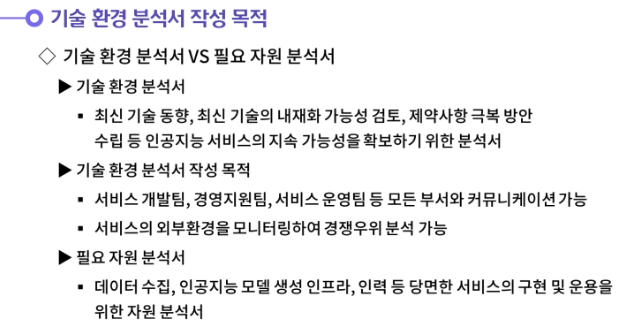 기술 환경 분석서 작성 목적
◇ 기술 환경 분석서 VS 필요 자원 분석서
▶ 기술 환경 분석서
▪ 최신 기술 동향, 최신 기술의 내재화 가능성 검토, 제약사항 극복 방안
수립 등 인공지능 서비스의 지속 가능성을 확보하기 위한 분석서
▶ 기술 환경 분석서 작성 목적
▪ 서비스 개발팀, 경영지원팀, 서비스 운영팀 등 모든 부서와 커뮤니케이션 가능
▪ 서비스의 외부환경을 모니터링하여 경쟁우위 분석 가능
▶ 필요 자원 분석서
▪ 데이터 수집, 인공지능 모델 생성 인프라, 인력 등 당면한 서비스의 구현 및 운용을
위한 자원 분석서